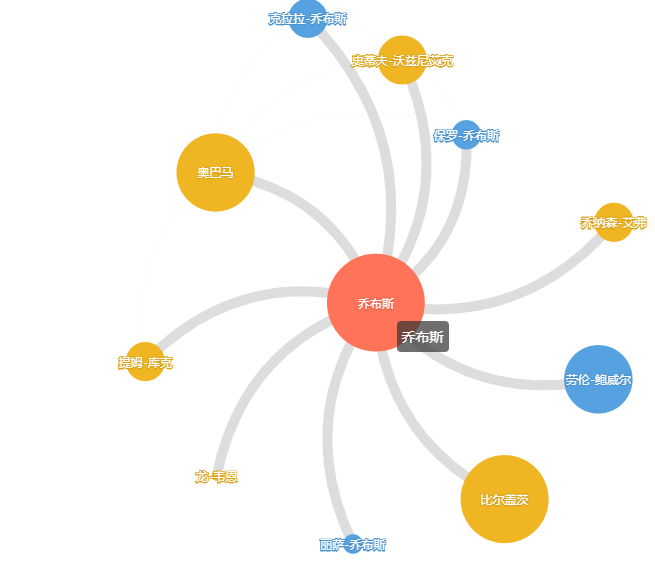 克拉拉-乔布斯
史蒂夫-沃兹尼艾克
保罗-乔布斯
奥巴马
乔纳森-艾弗
乔布斯
乔布斯
提姆-库克
劳伦-鲍威尔
龙-韦恩
比尔盖茨
丽萨-乔布斯